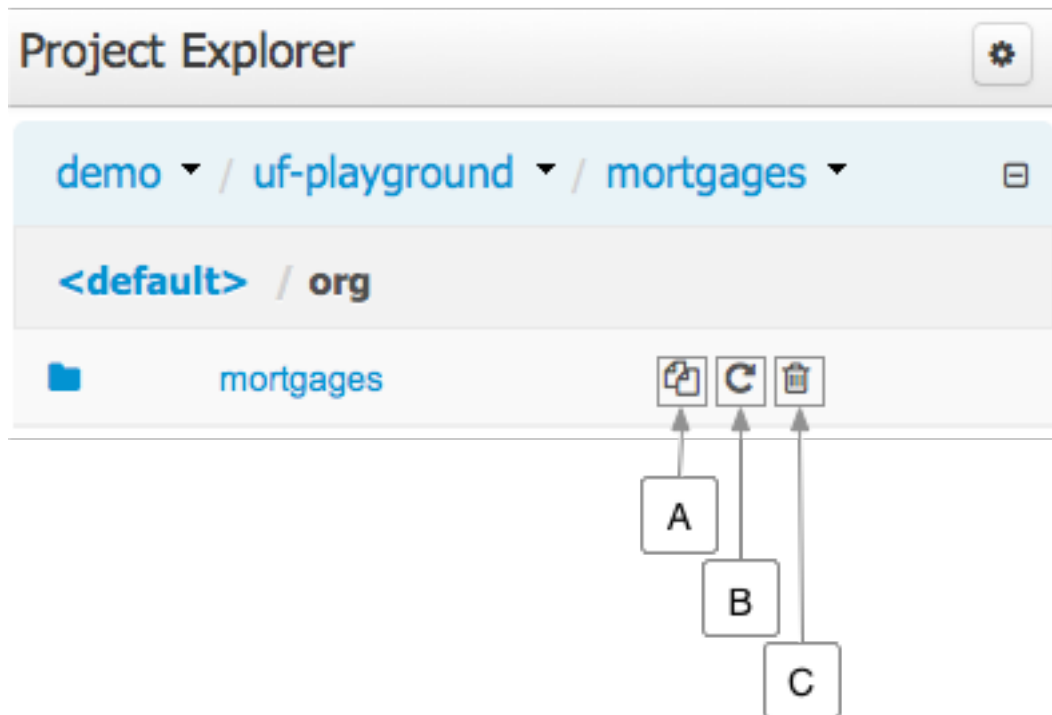 Project Explorer
demo / uf-playground / mortgages
<default> / org
mortgages
A
B
C